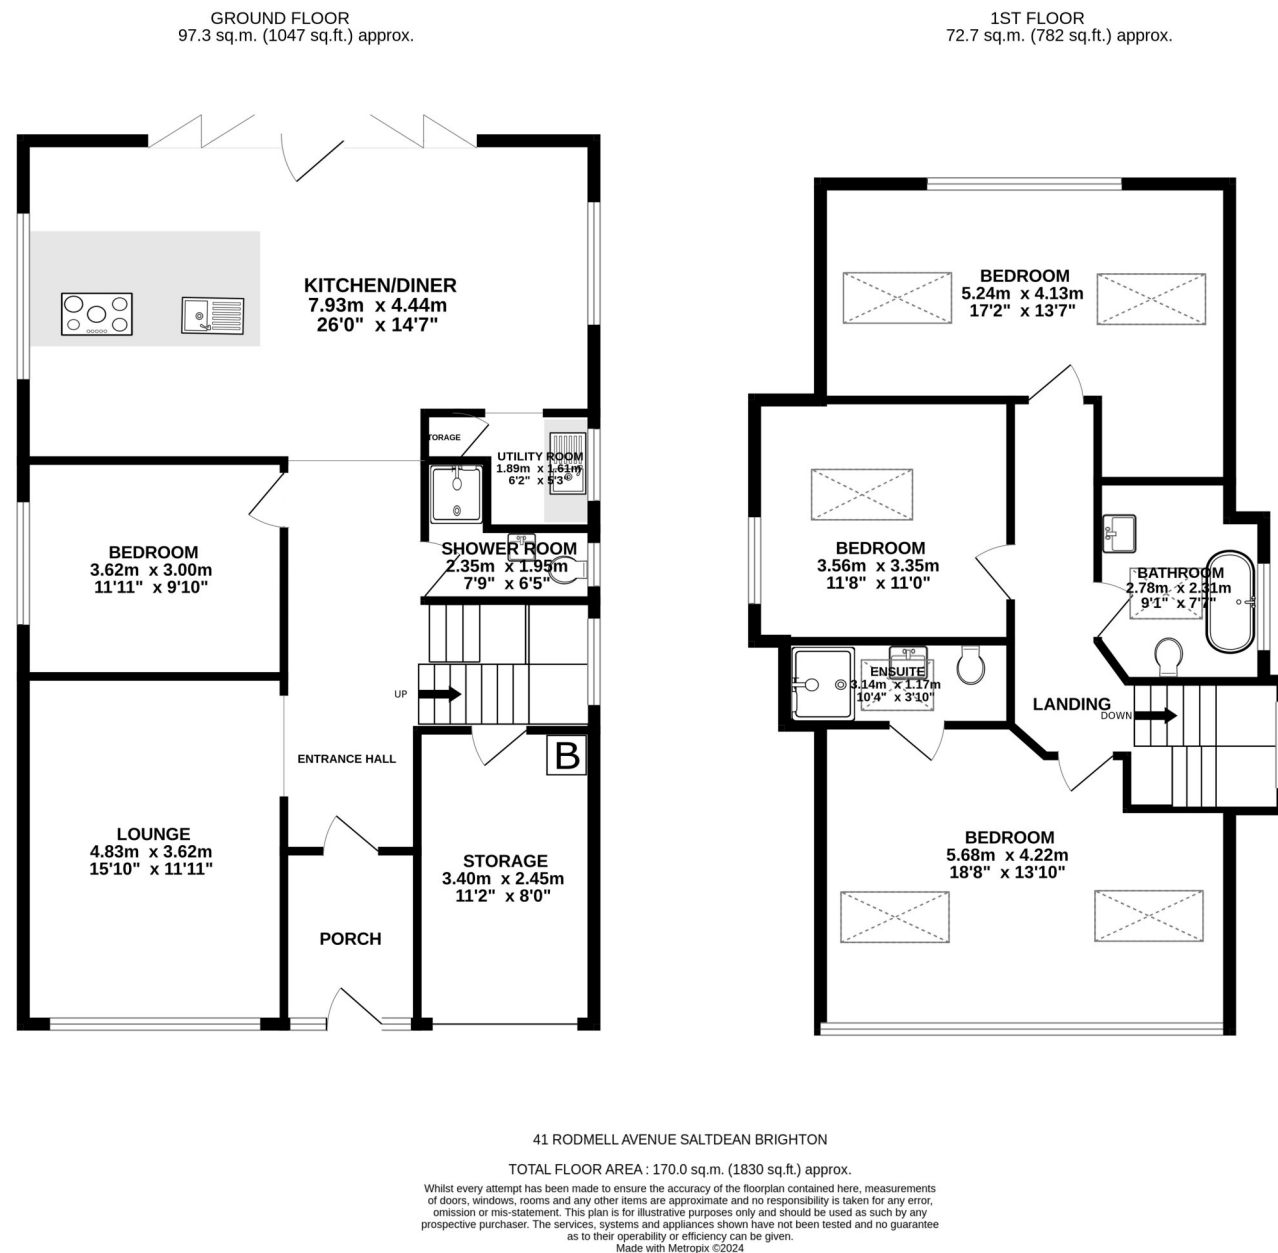 GROUND FLOOR
97.3 sq.m. (1047 sq.ft.) approx.
1ST FLOOR
72.7 sq.m. (782 sq.ft.) approx.
KITCHEN/DINER
7.93m x 4.44m
26'0" x 14'7"
TORAGE
UTILITY ROOM
1.89m x 1.61m
6'2" x 5'3"
BEDROOM
3.62m x 3.00m
11'11" x 9'10"
SHOWER ROOM
2.35m x 1.95m
7'9" x 6'5"
UP
ENTRANCE HALL
LOUNGE
4.83m x 3.62m
15'10" x 11'11"
B
STORAGE
3.40m x 2.45m
11'2" x 8'0"
PORCH
BEDROOM
5.24m x 4.13m
17'2" x 13'7"
BEDROOM
3.56m x 3.35m
11'8" x 11'0"
BATHROOM
2.78m x 2.31m
9'1" x 7'7"
ENSUITE
3.14m x 1.17m
10'4" x 3'10"
LANDING
DOWN
BEDROOM
5.68m x 4.22m
18'8" x 13'10"
41 RODMELL AVENUE SALTDEAN BRIGHTON
TOTAL FLOOR AREA : 170.0 sq.m. (1830 sq.ft.) approx.
Whilst every attempt has been made to ensure the accuracy of the floorplan contained here, measurements
of doors, windows, rooms and any other items are approximate and no responsibility is taken for any error,
omission or mis-statement. This plan is for illustrative purposes only and should be used as such by any
prospective purchaser. The services, systems and appliances shown have not been tested and no guarantee
as to their operability or efficiency can be given.
Made with Metropix ©2024